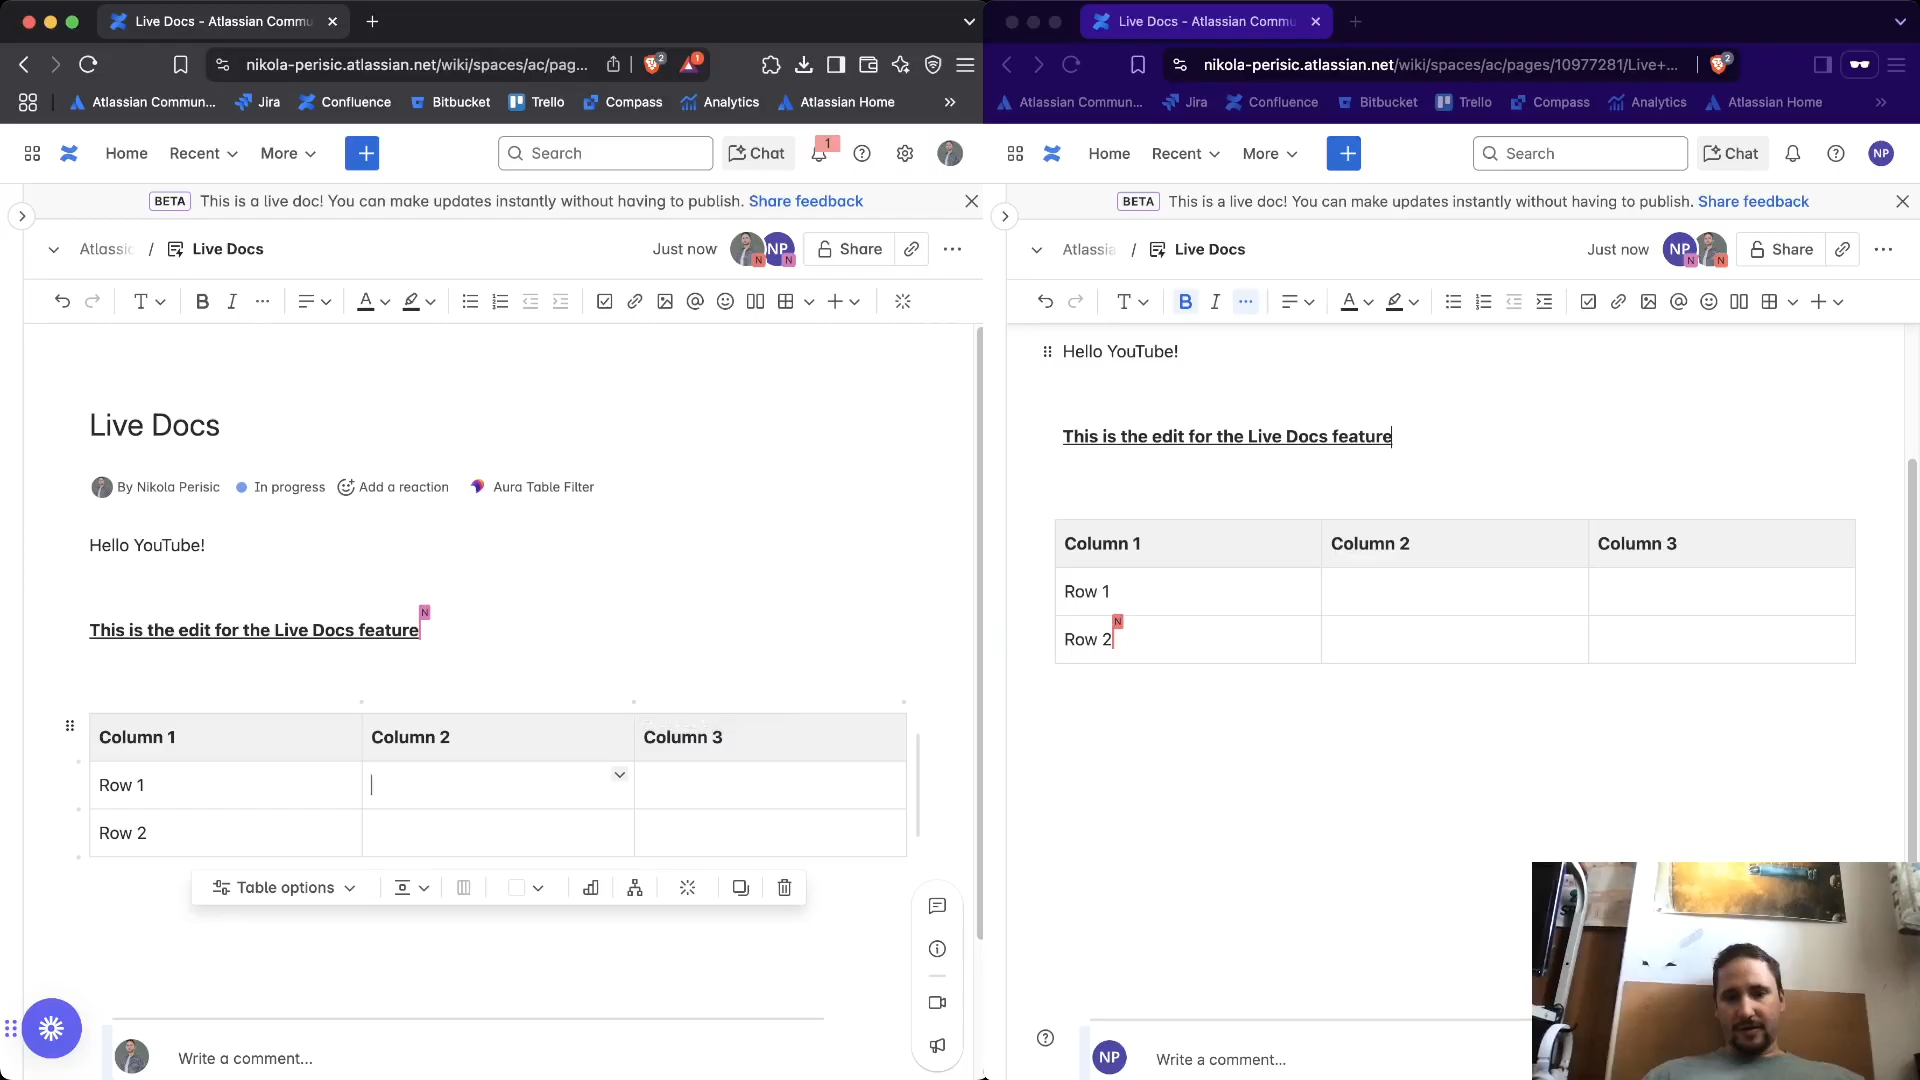 Live Docs - Atlassian Commu
nikola-perisic.atlassian.net/wiki/spaces/ac/pag...
2
1
Atlassian Commun...
Jira
Confluence
Bitbucket
Trello
Compass
Analytics
Atlassian Home
Home
Recent
More
Search
Chat
1
BETA
This is a live doc! You can make updates instantly without having to publish. Share feedback
Atlassia
/
Live Docs
Just now
N
NP
N
Share
Live Docs
By Nikola Perisic
In progress
Add a reaction
Aura Table Filter
Hello YouTube!
N
This is the edit for the Live Docs feature
Column 1
Column 2
Column 3
Row 1
Row 2
Table options
Write a comment...
Live Docs - Atlassian Commu
nikola-perisic.atlassian.net/wiki/spaces/ac/pages/10977281/Live+...
2
Atlassian Commun...
Jira
Confluence
Bitbucket
Trello
Compass
Analytics
Atlassian Home
Home
Recent
More
Search
Chat
NP
BETA
This is a live doc! You can make updates instantly without having to publish. Share feedback
Atlassia
/
Live Docs
Just now
NP
N
N
Share
Hello YouTube!
This is the edit for the Live Docs feature
Column 1
Column 2
Column 3
Row 1
N
Row 2
NP
Write a comment...